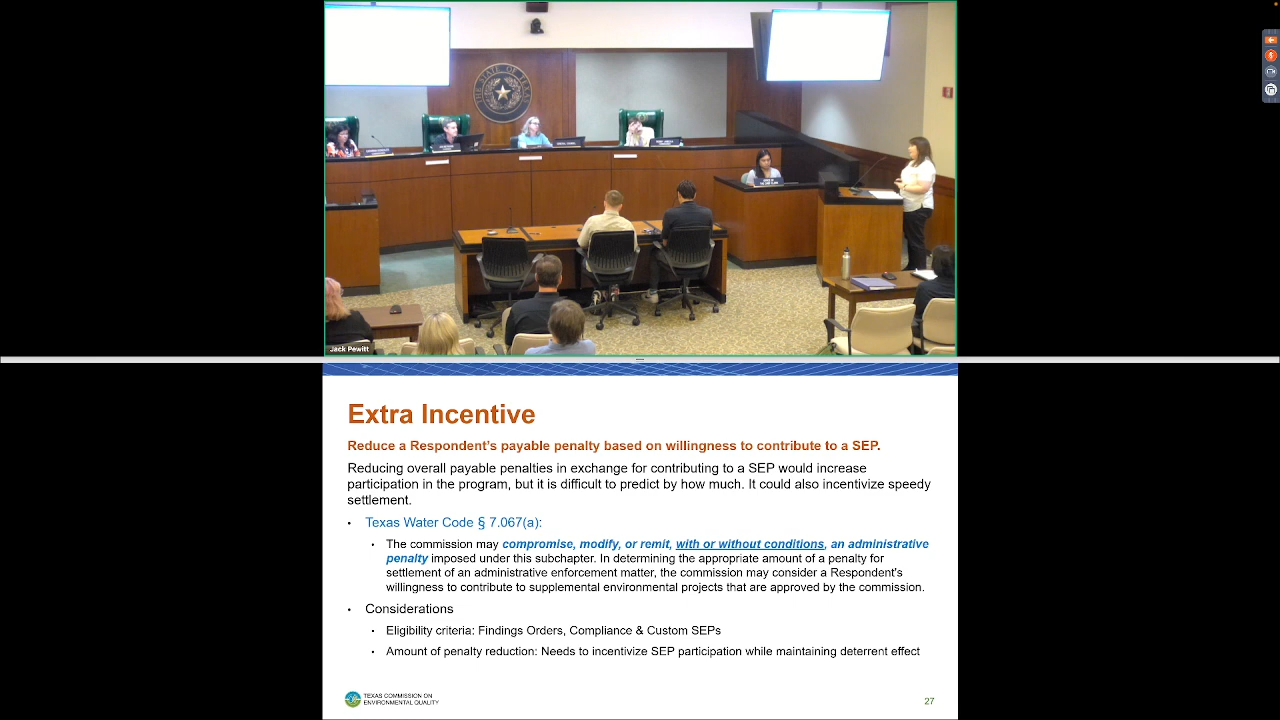 THE STATE OF TEXAS
Jack Pewitt
Extra Incentive
Reduce a Respondent's payable penalty based on willingness to contribute to a SEP.
Reducing overall payable penalties in exchange for contributing to a SEP would increase
participation in the program, but it is difficult to predict by how much. It could also incentivize speedy
settlement.
• Texas Water Code § 7.067(a):
• The commission may compromise, modify, or remit, with or without conditions, an administrative
penalty imposed under this subchapter. In determining the appropriate amount of a penalty for
settlement of an administrative enforcement matter, the commission may consider a Respondent's
willingness to contribute to supplemental environmental projects that are approved by the commission.
• Considerations
• Eligibility criteria: Findings Orders, Compliance & Custom SEPs
• Amount of penalty reduction: Needs to incentivize SEP participation while maintaining deterrent effect
TEXAS COMMISSION ON
ENVIRONMENTAL QUALITY
27